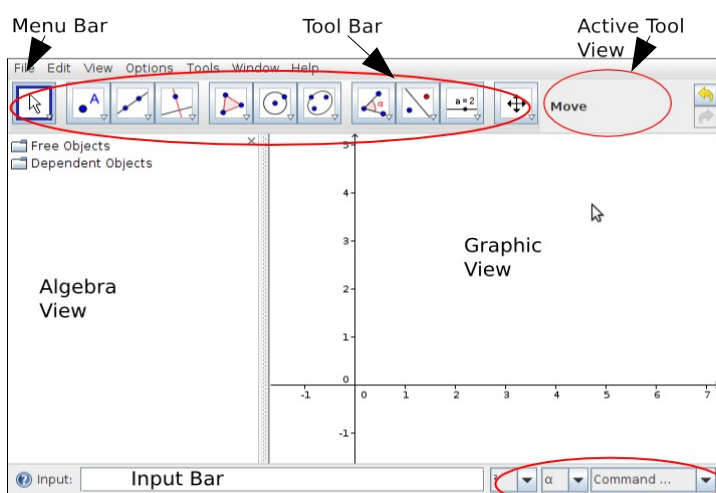 Menu Bar
Tool Bar
Active Tool
View
File Edit View Options Tools Window Help
A
α
a=2
Move
Free Objects
Dependent Objects
Algebra
View
Graphic
View
5
4
3
2
1
0
-1
-1 0 1 2 3 4 5 6 7
Input:
Input Bar
α
Command ...